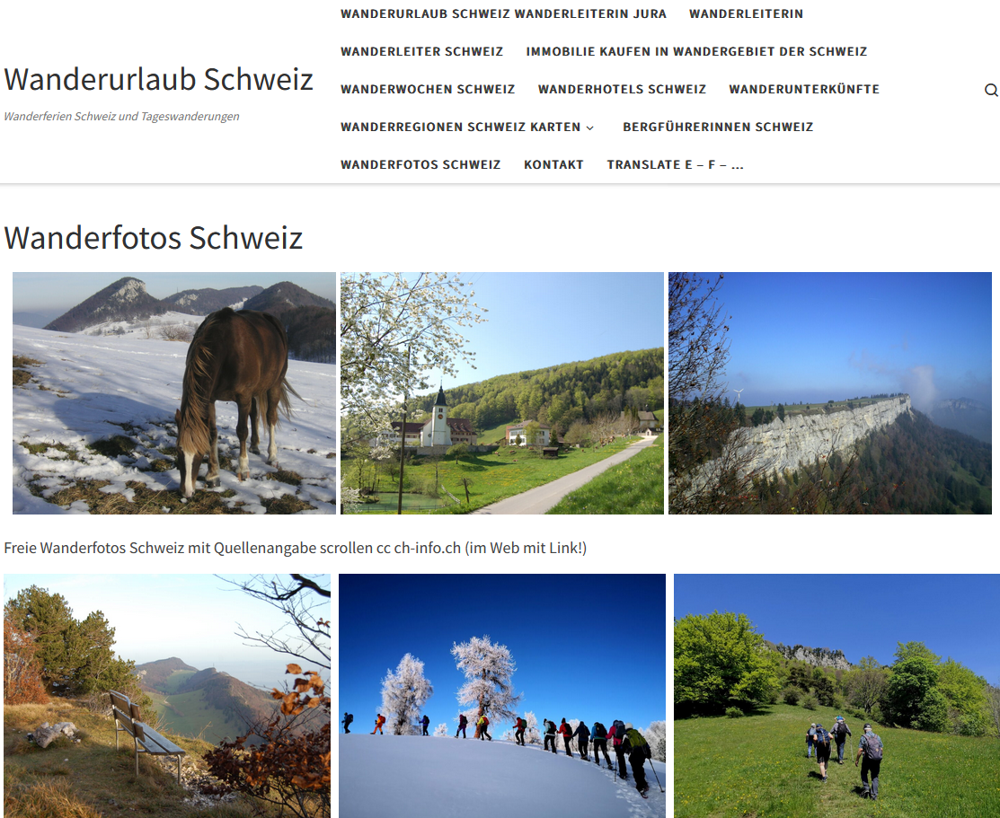 Wanderurlaub Schweiz
Wanderferien Schweiz und Tageswanderungen
WANDERURLAUB SCHWEIZ WANDERLEITERIN JURA WANDERLEITERIN
WANDERLEITER SCHWEIZ IMMOBILIE KAUFEN IN WANDERGEBIET DER SCHWEIZ
WANDERWOCHEN SCHWEIZ WANDERHOTELS SCHWEIZ WANDERUNTERKÜNFTE
WANDERREGIONEN SCHWEIZ KARTEN BERGFÜHRERINNEN SCHWEIZ
WANDERFOTOS SCHWEIZ KONTAKT TRANSLATE E – F – …
Wanderfotos Schweiz
Freie Wanderfotos Schweiz mit Quellenangabe scrollen cc ch-info.ch (im Web mit Link!)